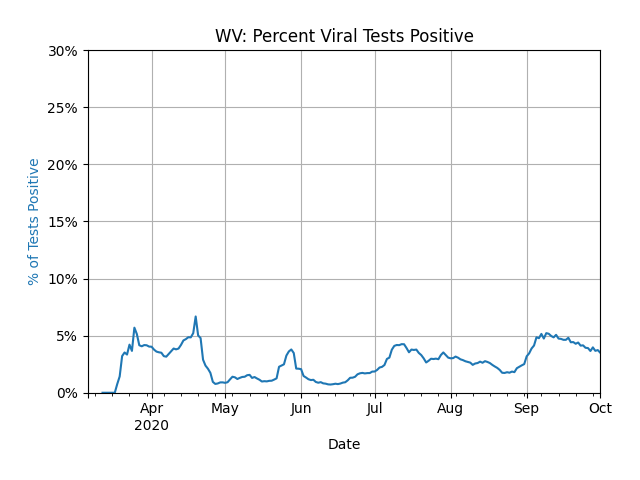 WV: Percent Viral Tests Positive
30%
25%
20%
15%
10%
5%
0%
% of Tests Positive
Apr May Jun Jul Aug Sep Oct
2020
Date